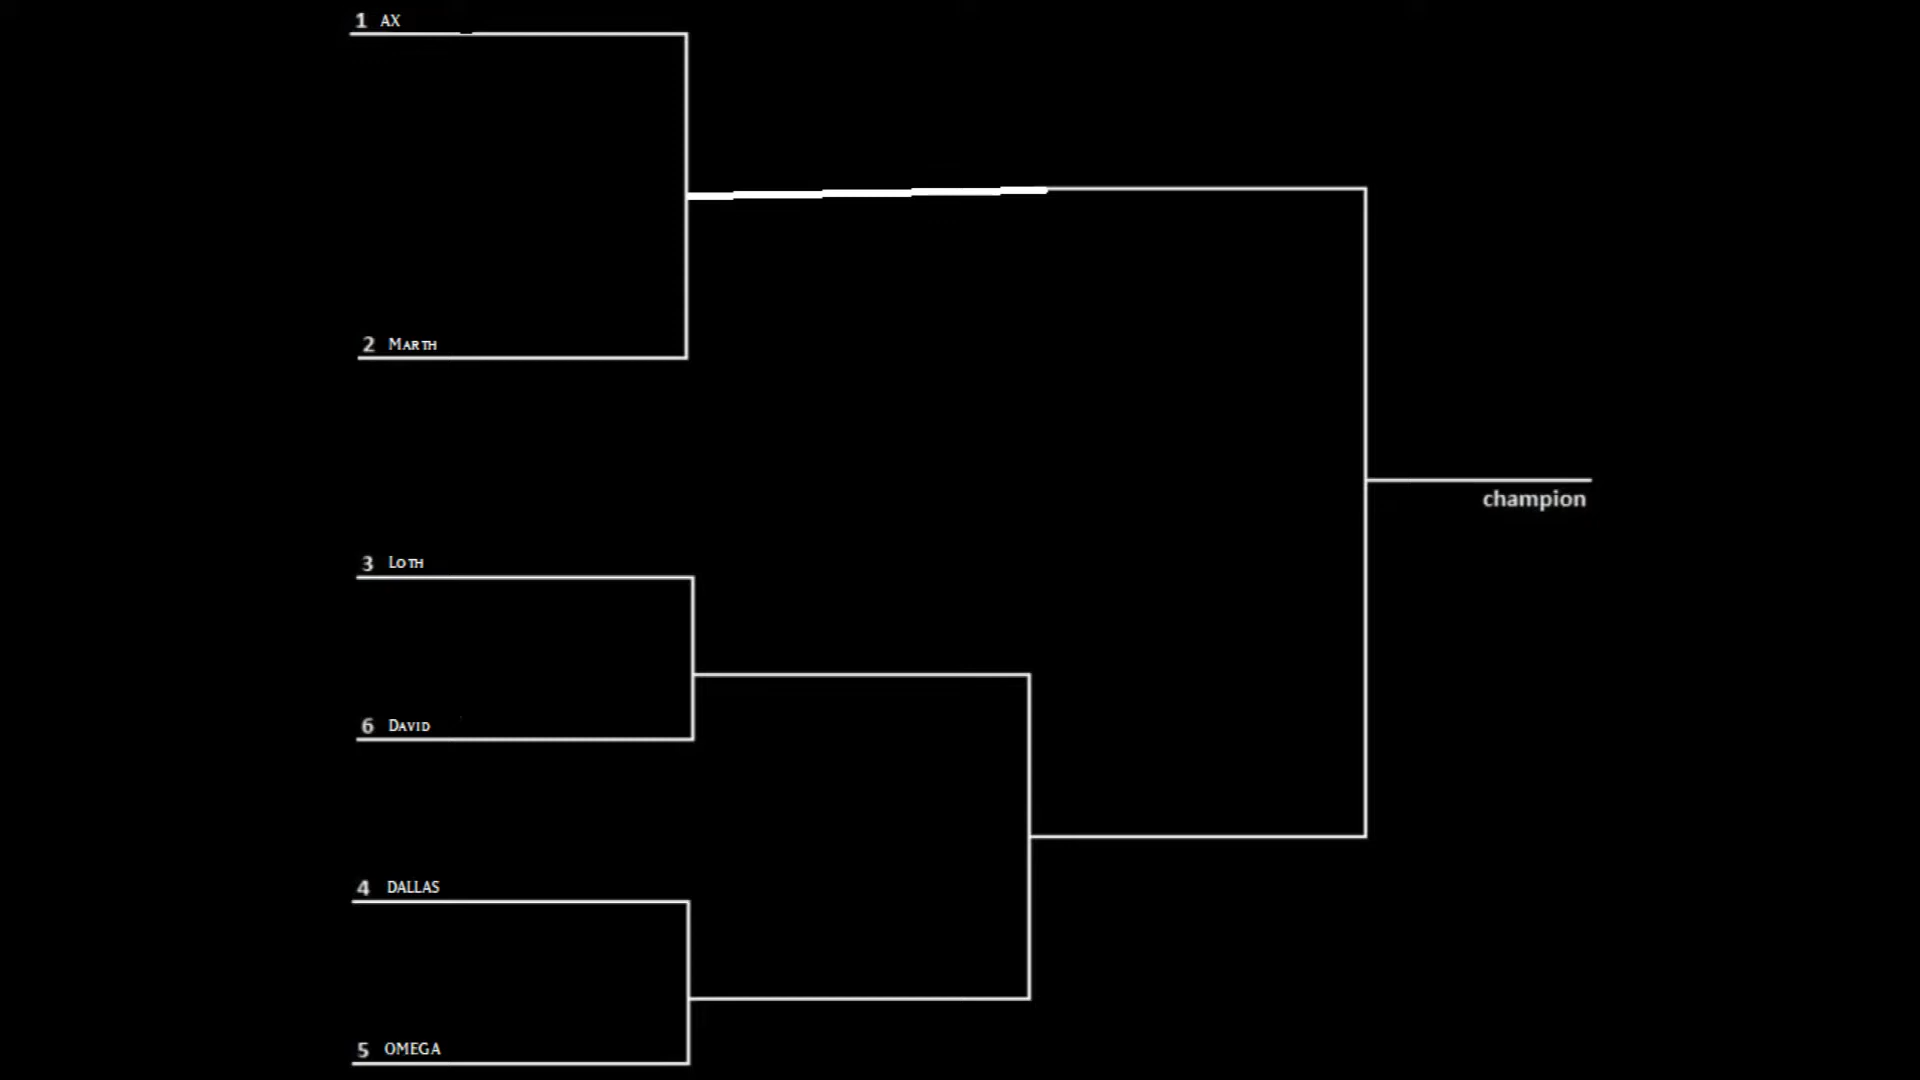 1 AX
2 MARTH
champion
3 LOTH
6 DAVID
4 DALLAS
5 OMEGA